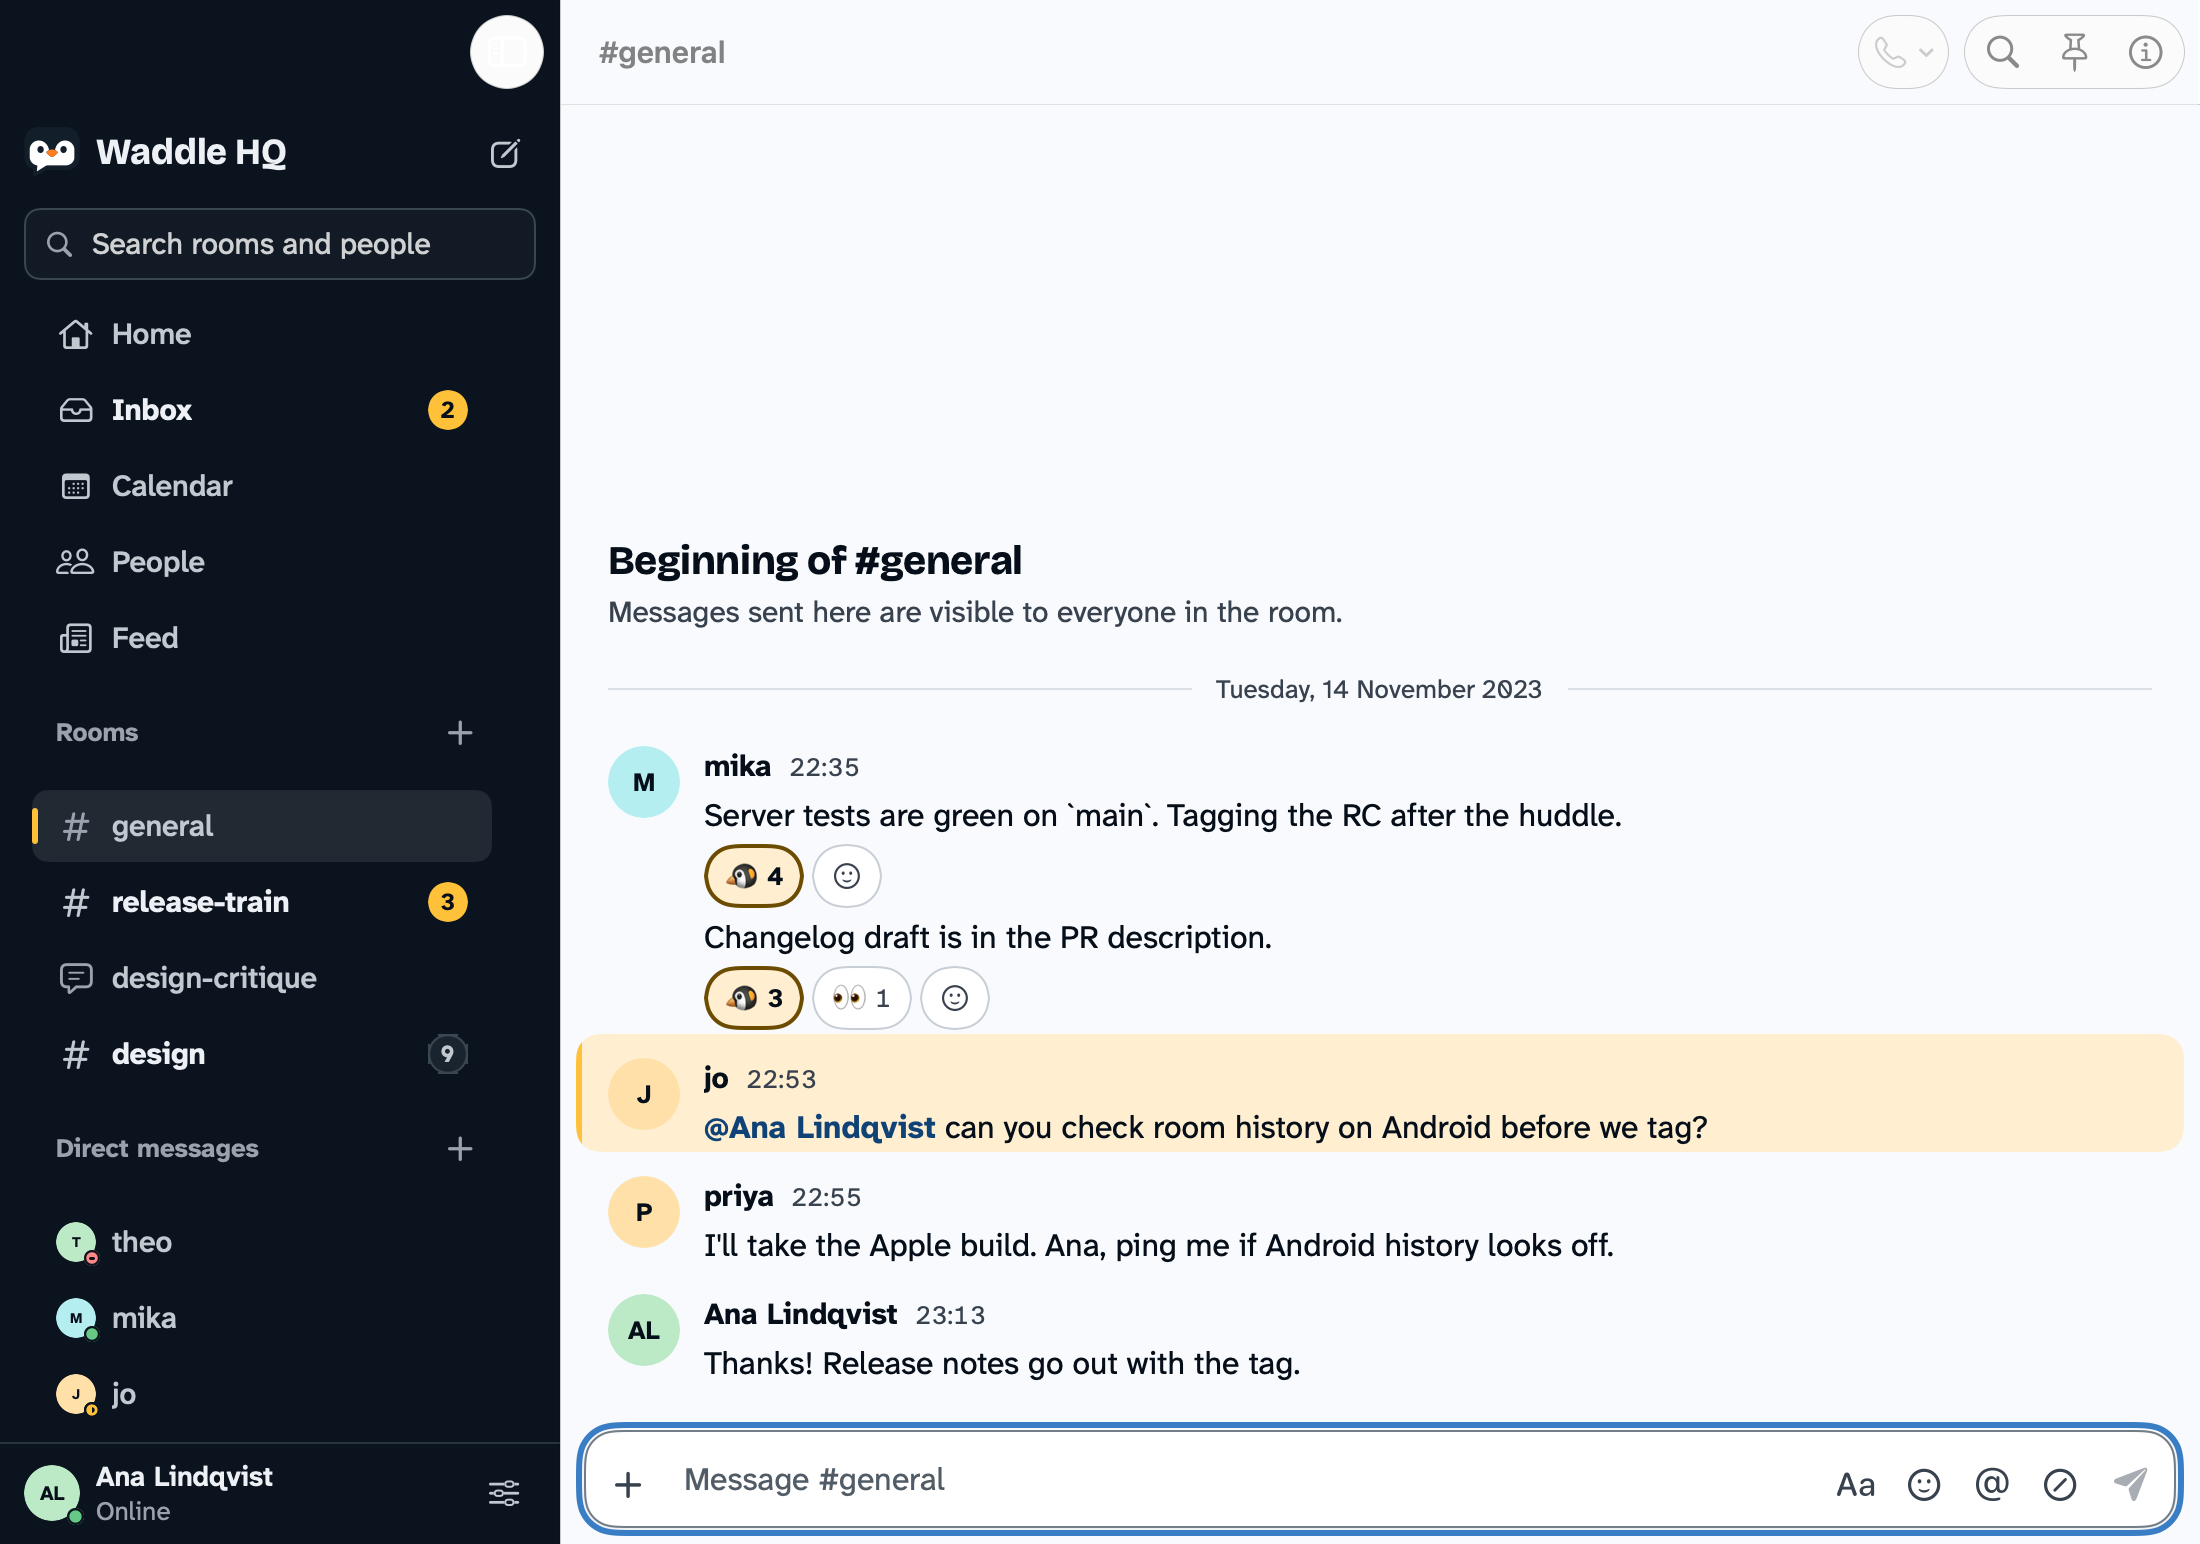 Waddle HQ
Search rooms and people
Home
Inbox 2
Calendar
People
Feed
Rooms
general
release-train 3
design-critique
design 9
Direct messages
T theo
M mika
J jo
AL Ana Lindqvist
Online
#general
Beginning of #general
Messages sent here are visible to everyone in the room.
Tuesday, 14 November 2023
M mika 22:35
Server tests are green on `main`. Tagging the RC after the huddle.
4
Changelog draft is in the PR description.
3 1
J jo 22:53
@Ana Lindqvist can you check room history on Android before we tag?
P priya 22:55
I'll take the Apple build. Ana, ping me if Android history looks off.
AL Ana Lindqvist 23:13
Thanks! Release notes go out with the tag.
Message #general
Aa